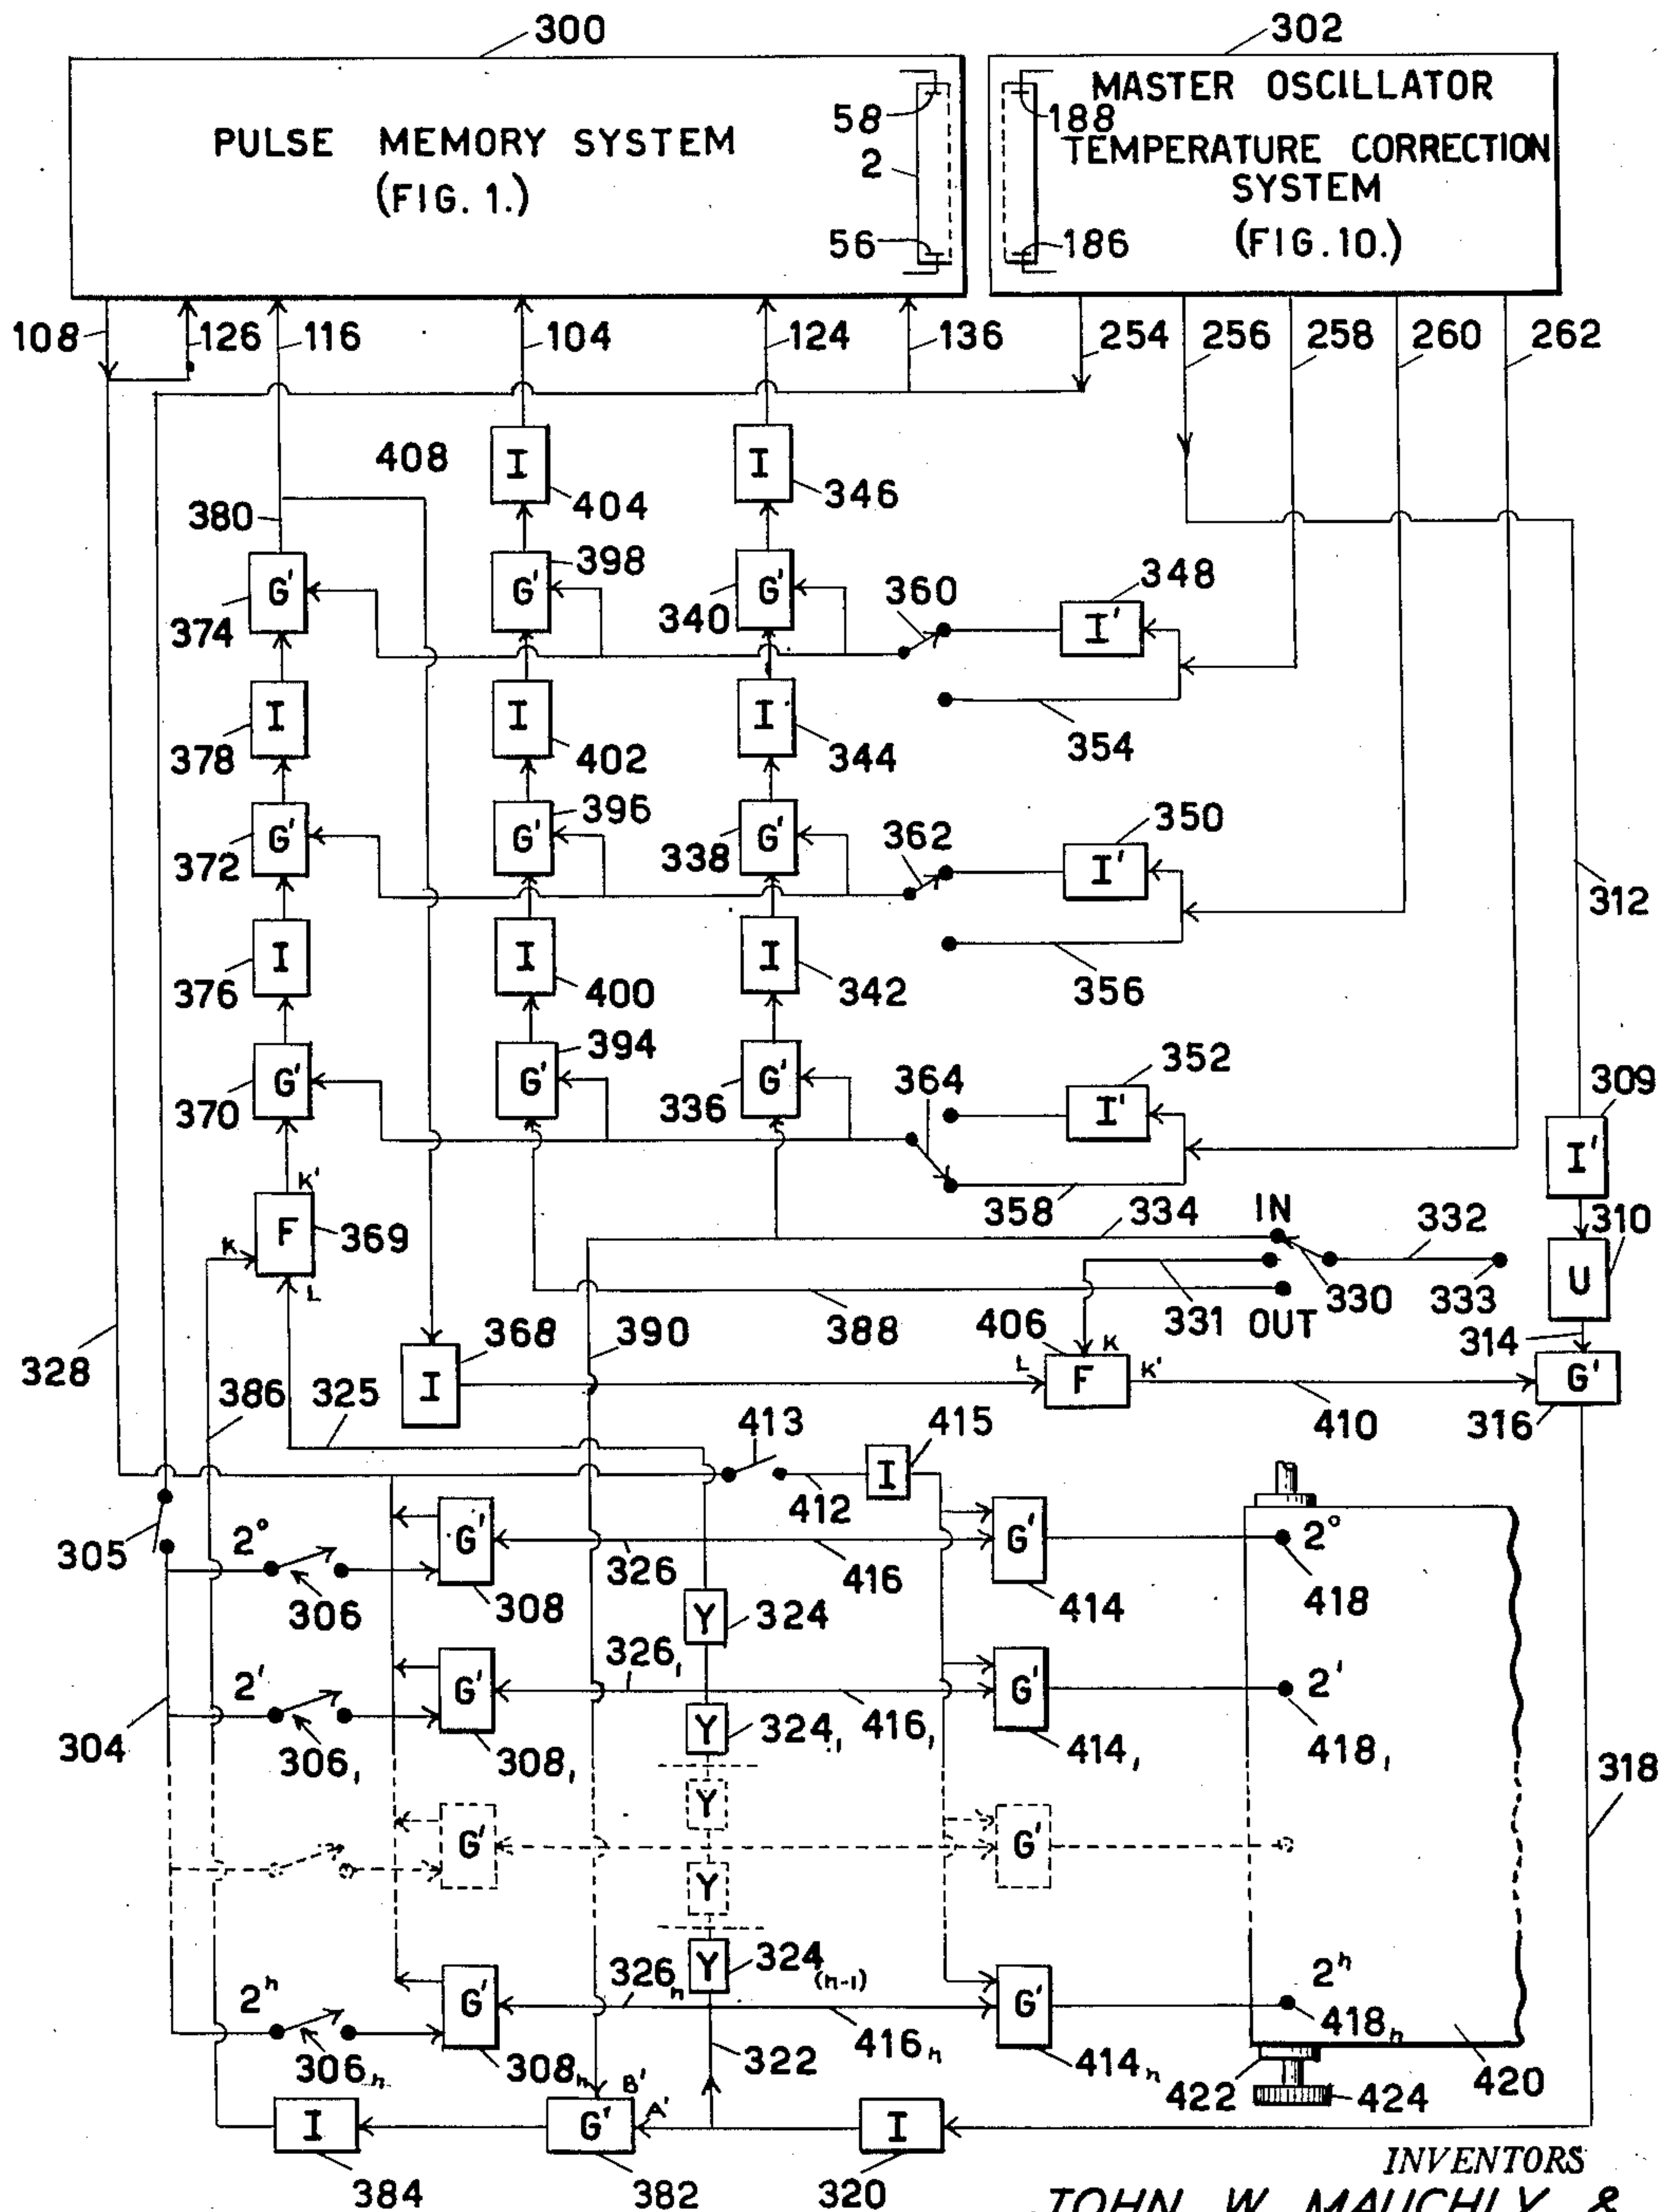 300
302
PULSE MEMORY SYSTEM
(FIG. 1.)
58
2
56
188
MASTER OSCILLATOR
TEMPERATURE CORRECTION
SYSTEM
(FIG. 10.)
186
108
126
116
104
124
136
254
256
258
260
262
408
I
404
I
346
380
G'
374
G'
398
340
G'
360
348
I'
354
I
378
I
402
I
344
G'
372
G'
396
338
G'
362
350
I'
356
312
I
376
I
400
I
342
G'
370
G'
394
336
G'
364
352
I'
358
309
I'
310
U
314
K'
F
369
K
L
334
IN
332
330
333
331
OUT
388
390
328
386
325
368
I
406
L
F
K
K'
410
G'
316
413
412
I
415
305
2°
306
G'
308
326
416
G'
414
2°
418
Y
324
304
2'
306,
G'
308,
326,
416,
G'
414,
2'
418,
Y
324,
318
G'
Y
Y
G'
2ⁿ
306ₙ
G'
308ₙ
326ₙ
Y
324(n-1)
416ₙ
G'
414ₙ
2ⁿ
418ₙ
322
420
422
424
I
384
G'
B'
A'
382
I
320
INVENTORS
JOHN W. MAUCHLY &